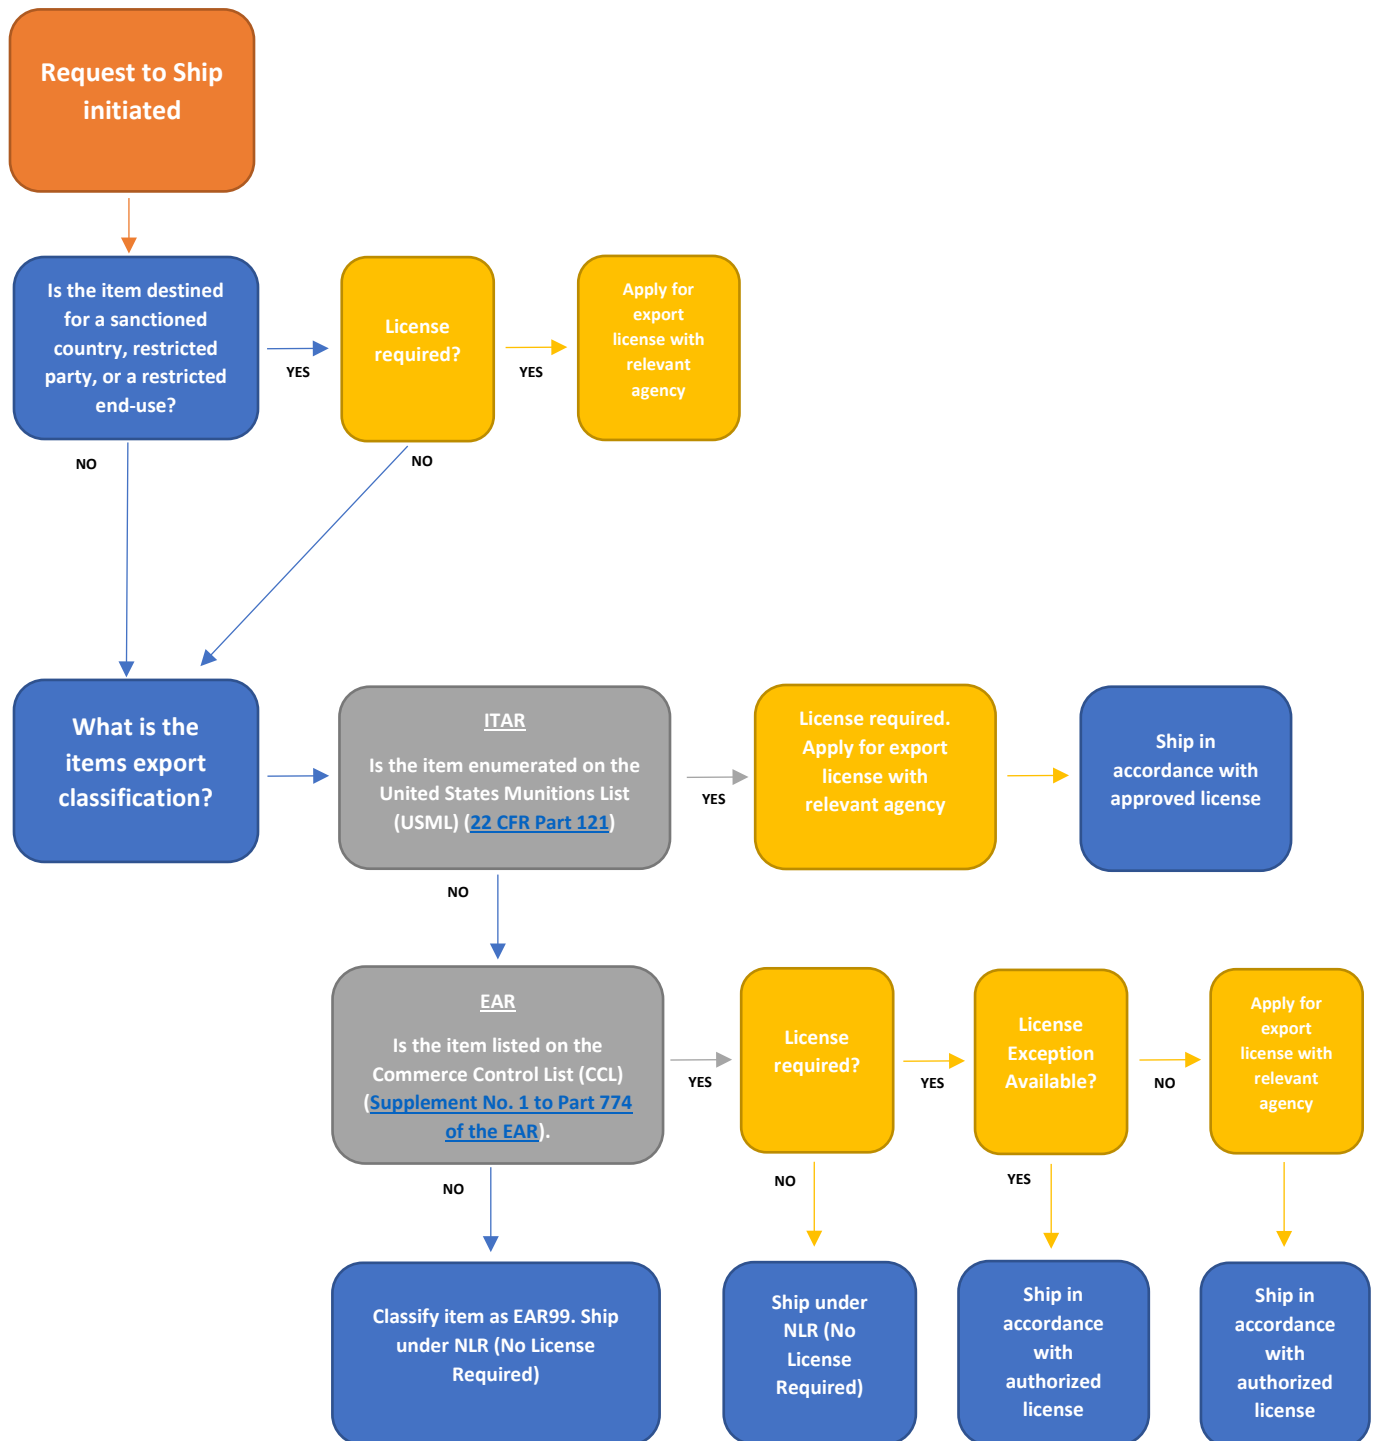 Request to Ship
initiated
Is the item destined
for a sanctioned
country, restricted
party, or a restricted
end-use?
YES
License
required?
YES
Apply for
export
license with
relevant
agency
NO
NO
What is the
items export
classification?
ITAR
Is the item enumerated on the
United States Munitions List
(USML) (22 CFR Part 121)
YES
License required.
Apply for export
license with
relevant agency
Ship in
accordance with
approved license
NO
EAR
Is the item listed on the
Commerce Control List (CCL)
(Supplement No. 1 to Part 774
of the EAR).
YES
License
required?
YES
License
Exception
Available?
NO
Apply for
export
license with
relevant
agency
NO
NO
YES
Classify item as EAR99. Ship
under NLR (No License
Required)
Ship under
NLR (No
License
Required)
Ship in
accordance
with
authorized
license
Ship in
accordance
with
authorized
license